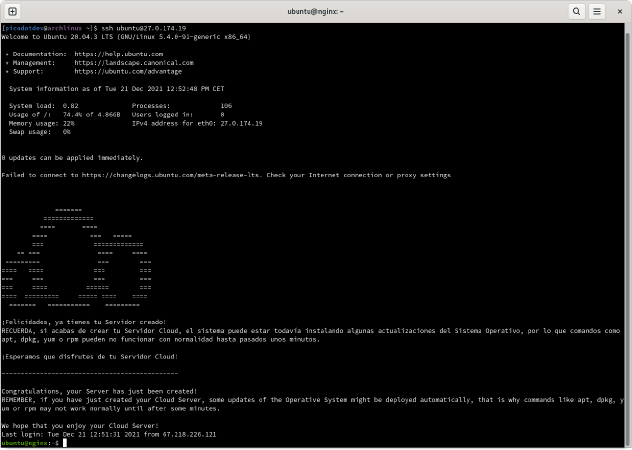 ubuntu@nginx: ~
[picodotdev@archlinux ~]$ ssh ubuntu@27.0.174.19
Welcome to Ubuntu 20.04.3 LTS (GNU/Linux 5.4.0-91-generic x86_64)
* Documentation: https://help.ubuntu.com
* Management: https://landscape.canonical.com
* Support: https://ubuntu.com/advantage
System information as of Tue 21 Dec 2021 12:52:48 PM CET
System load: 0.82 Processes: 106
Usage of /: 74.4% of 4.86GB Users logged in: 0
Memory usage: 22% IPv4 address for eth0: 27.0.174.19
Swap usage: 0%
0 updates can be applied immediately.
Failed to connect to https://changelogs.ubuntu.com/meta-release-lts. Check your Internet connection or proxy settings
¡Felicidades, ya tienes tu Servidor creado!
RECUERDA, si acabas de crear tu Servidor Cloud, el sistema puede estar todavía instalando algunas actualizaciones del Sistema Operativo, por lo que comandos como
apt, dpkg, yum o rpm pueden no funcionar con normalidad hasta pasados unos minutos.
¡Esperamos que disfrutes de tu Servidor Cloud!
-----------------------------------------------
Congratulations, your Server has just been created!
REMEMBER, if you have just created your Cloud Server, some updates of the Operative System might be deployed automatically, that is why commands like apt, dpkg, y
um or rpm may not work normally until after some minutes.
We hope that you enjoy your Cloud Server!
Last login: Tue Dec 21 12:51:31 2021 from 67.218.226.121
ubuntu@nginx:~$